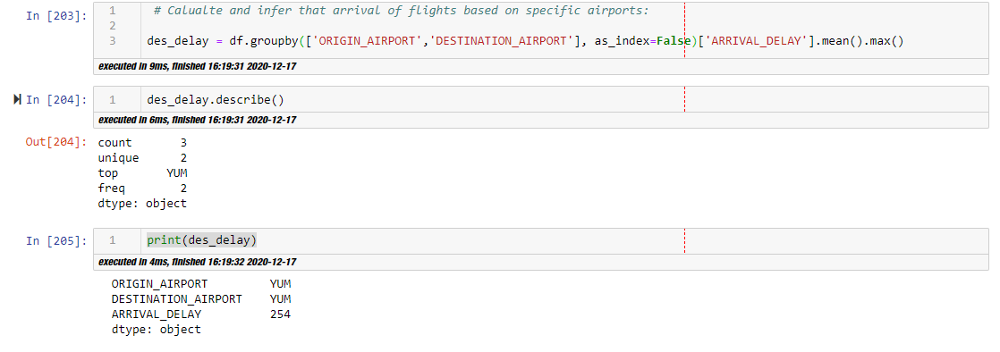 In [203]:
1 # Calualte and infer that arrival of flights based on specific airports:
2
3 des_delay = df.groupby(['ORIGIN_AIRPORT','DESTINATION_AIRPORT'], as_index=False)['ARRIVAL_DELAY'].mean().max()
executed in 9ms, finished 16:19:31 2020-12-17
In [204]: 1 des_delay.describe()
executed in 6ms, finished 16:19:31 2020-12-17
Out[204]: count 3
unique 2
top YUM
freq 2
dtype: object
In [205]: 1 print(des_delay)
executed in 4ms, finished 16:19:32 2020-12-17
ORIGIN_AIRPORT YUM
DESTINATION_AIRPORT YUM
ARRIVAL_DELAY 254
dtype: object